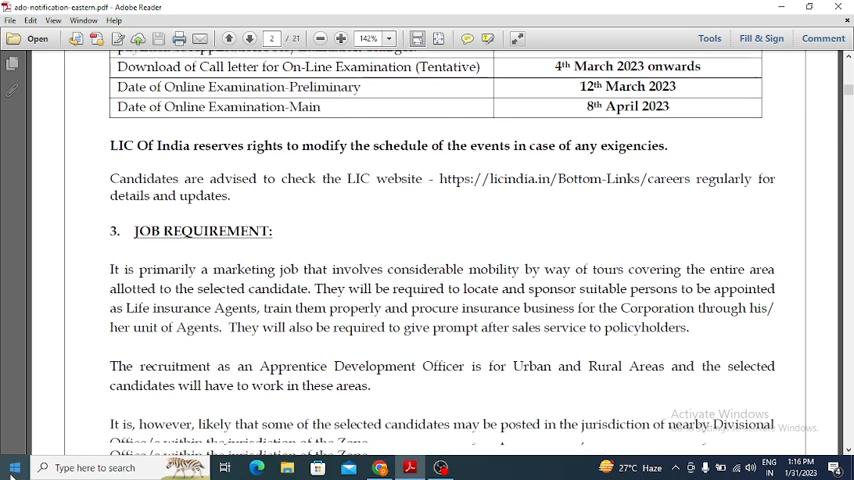 ado-notification-eastern.pdf - Adobe Reader
File Edit View Window Help
Open 2 / 21 142% Tools Fill & Sign Comment
Download of Call letter for On-Line Examination (Tentative) 4th March 2023 onwards
Date of Online Examination-Preliminary 12th March 2023
Date of Online Examination-Main 8th April 2023
LIC Of India reserves rights to modify the schedule of the events in case of any exigencies.
Candidates are advised to check the LIC website - https://licindia.in/Bottom-Links/careers regularly for
details and updates.
3. JOB REQUIREMENT:
It is primarily a marketing job that involves considerable mobility by way of tours covering the entire area
allotted to the selected candidate. They will be required to locate and sponsor suitable persons to be appointed
as Life insurance Agents, train them properly and procure insurance business for the Corporation through his/
her unit of Agents. They will also be required to give prompt after sales service to policyholders.
The recruitment as an Apprentice Development Officer is for Urban and Rural Areas and the selected
candidates will have to work in these areas.
It is, however, likely that some of the selected candidates may be posted in the jurisdiction of nearby Divisional
Activate Windows
Office/s within the jurisdiction of the Zone
Type here to search
27°C Haze
ENG
IN
1:16 PM
1/31/2023
4